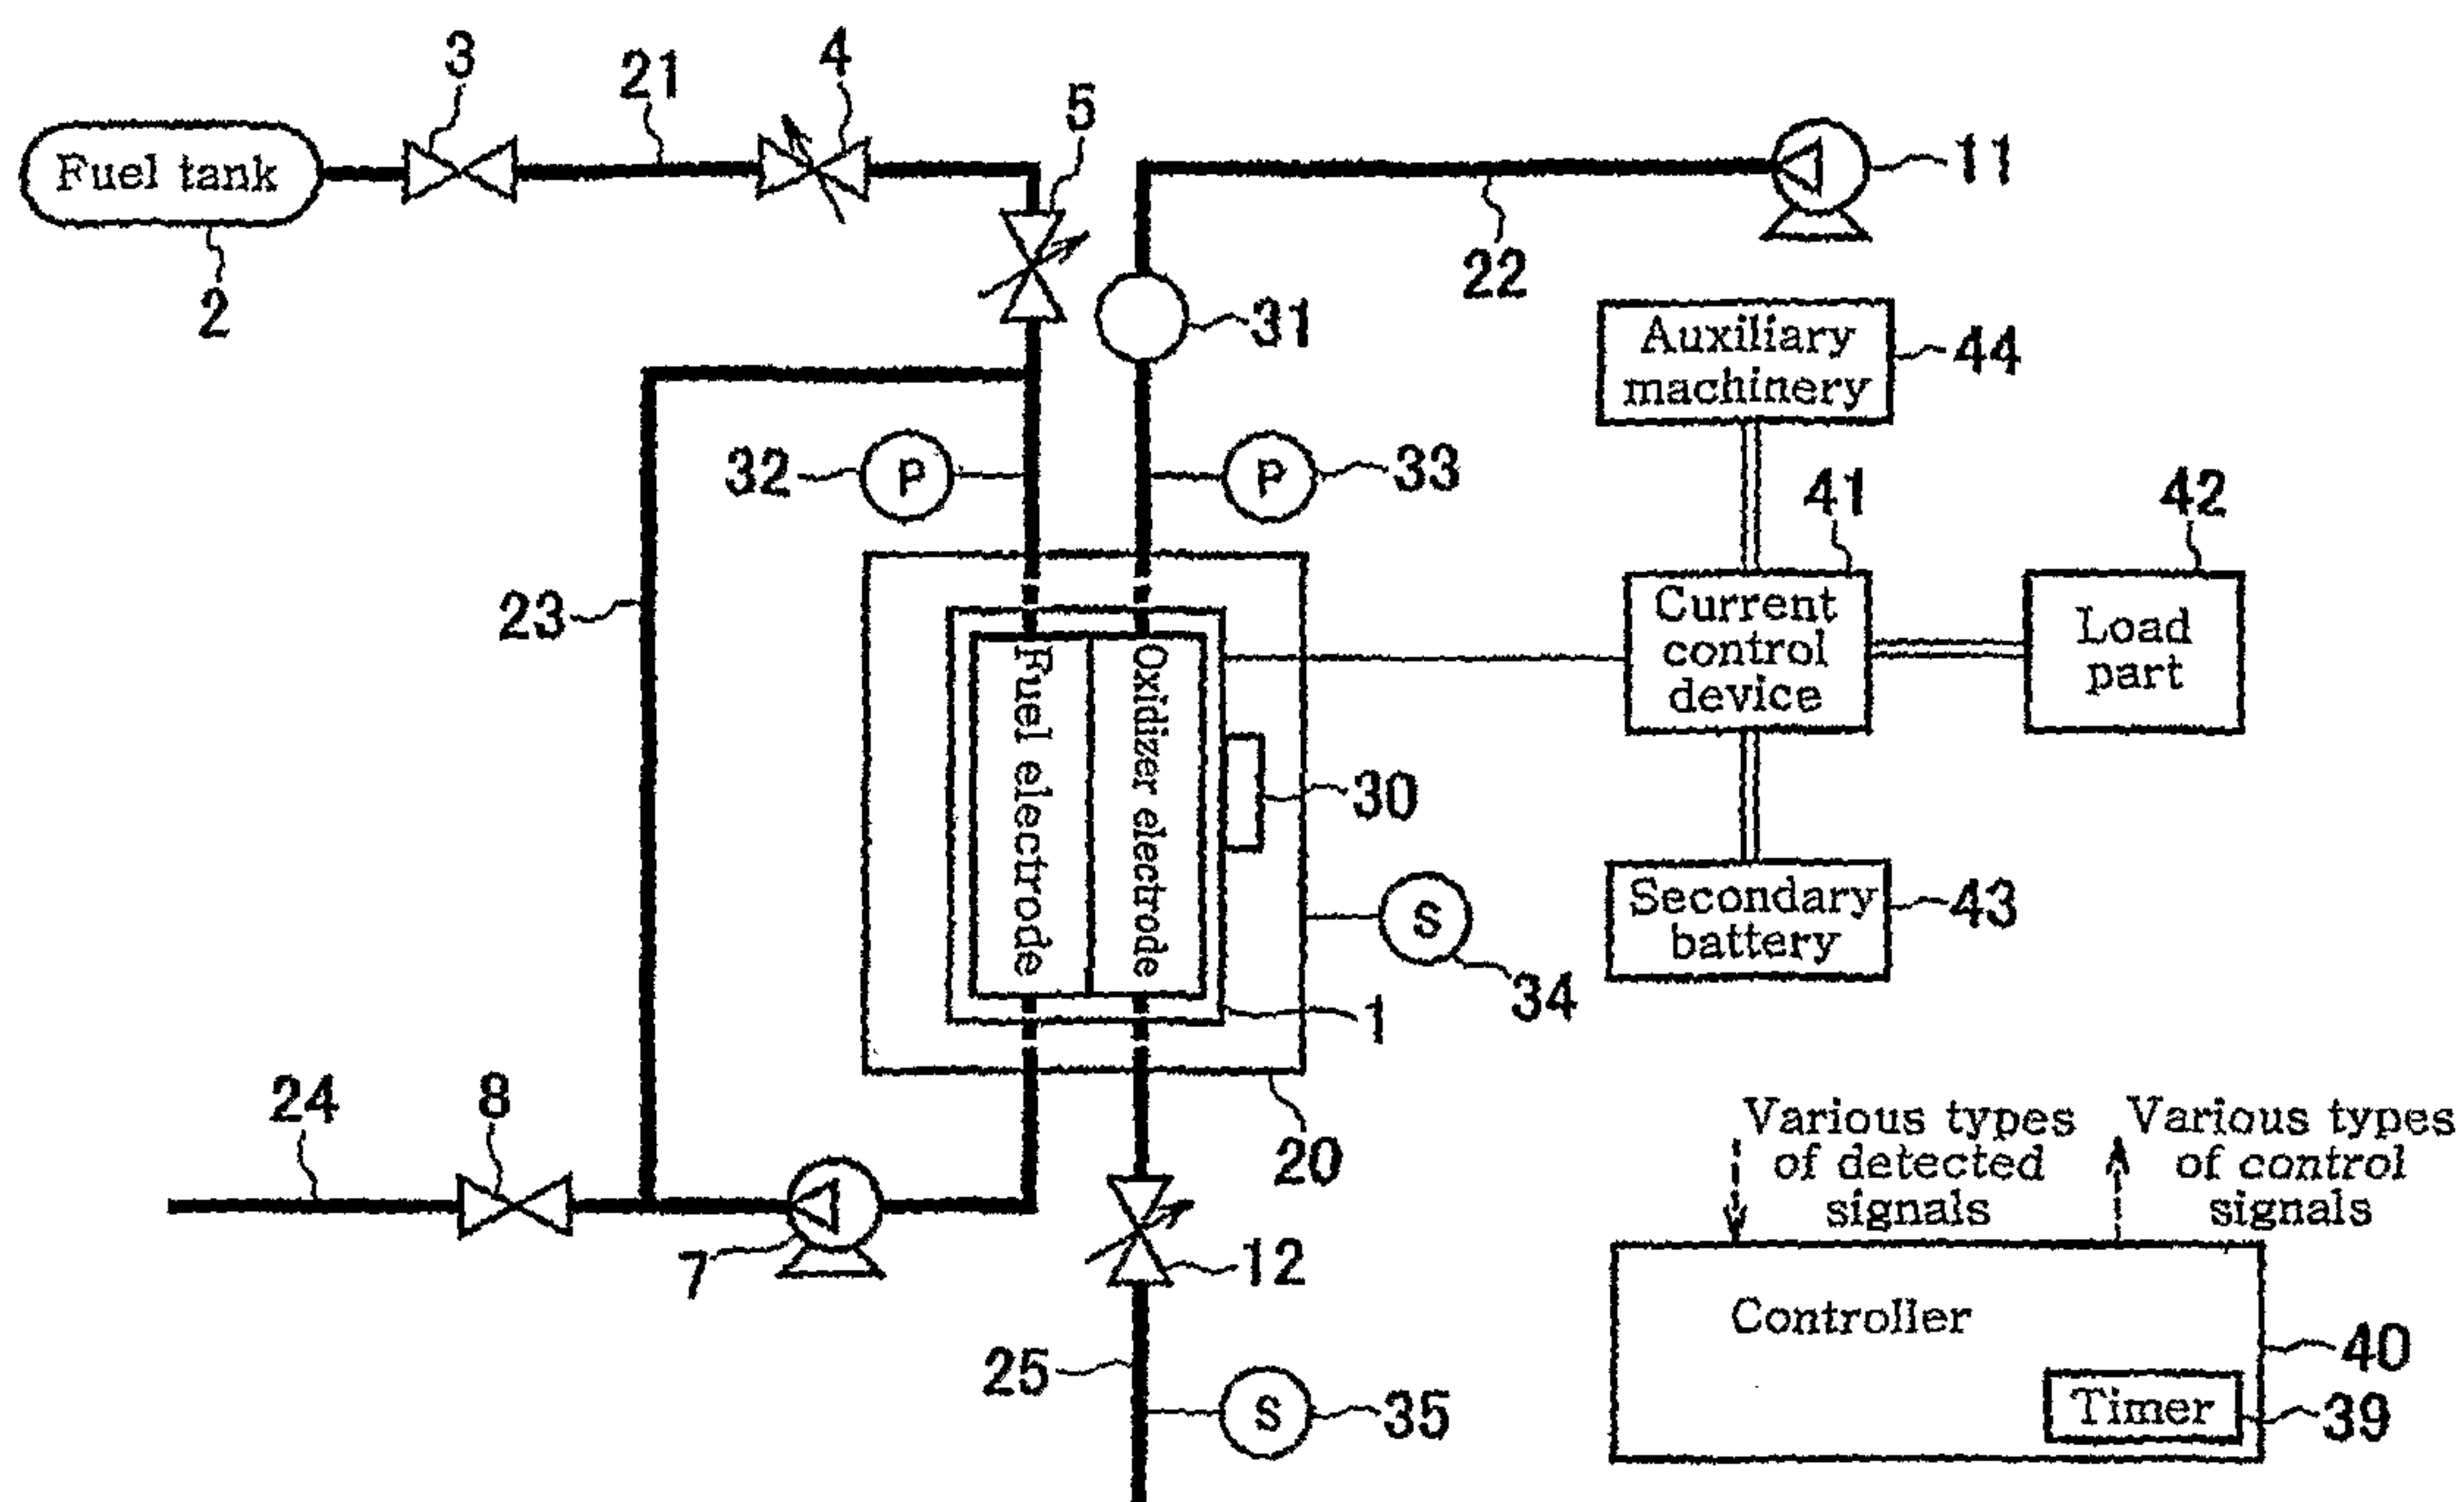 3
21
4
5
Fuel tank
11
2
22
31
Auxiliary
machinery
44
32
P
P
33
41
42
23
Current
control
device
Load
part
Fuel electrode
Oxidizer electrode
30
Secondary
battery
43
S
34
1
24
8
20
Various types
of detected
signals
Various types
of control
signals
7
12
Controller
40
25
S
35
Timer
39